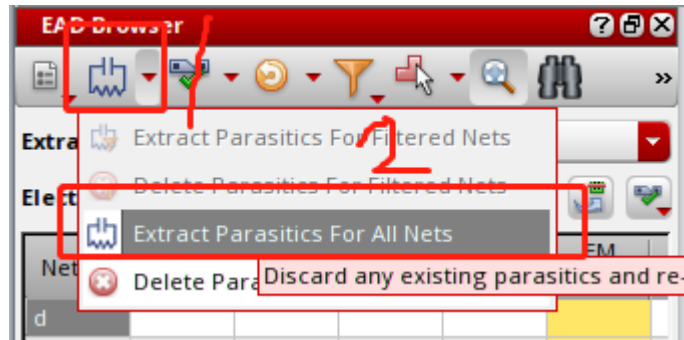 EAD Browser
»
Extra
Extract Parasitics For Filtered Nets
Elect
Delete Parasitics For Filtered Nets
Extract Parasitics For All Nets
EM
Net
Delete Para
Discard any existing parasitics and re-
d
1
2